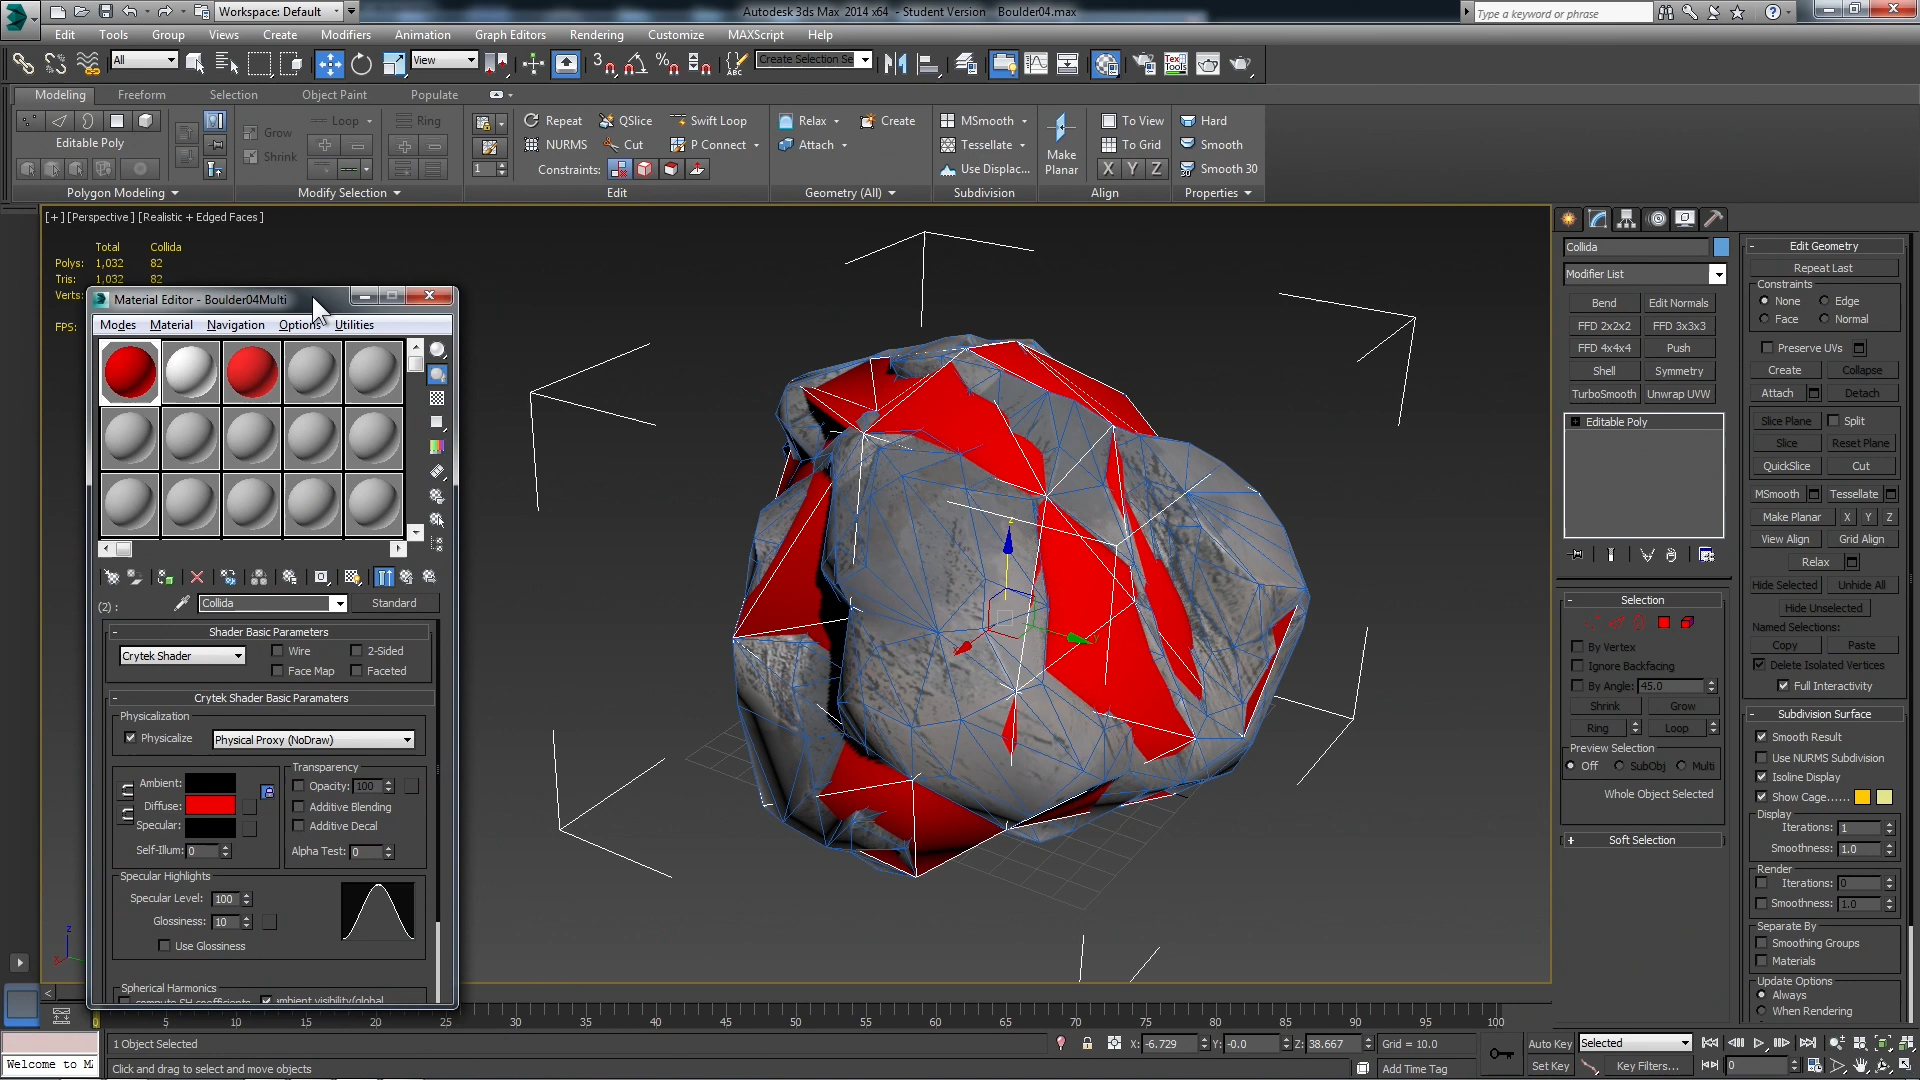 Workspace: Default
Autodesk 3ds Max 2014 x64 - Student Version Boulder04.max
Type a keyword or phrase
Edit Tools Group Views Create Modifiers Animation Graph Editors Rendering Customize MAXScript Help
All
View
Create Selection Se
Modeling Freeform Selection Object Paint Populate
Editable Poly
Polygon Modeling
Grow
Shrink
Loop
Ring
Modify Selection
1
Repeat QSlice Swift Loop
NURMS Cut P Connect
Constraints:
Edit
Relax Create
Attach
Geometry (All)
MSmooth
Tessellate
Use Displac...
Subdivision
Make Planar
To View
To Grid
X Y Z
Align
Hard
Smooth
Smooth 30
Properties
[+] [Perspective] [Realistic + Edged Faces]
Total Collida
Polys: 1,032 82
Tris: 1,032 82
Verts:
FPS:
Material Editor - Boulder04Multi
Modes Material Navigation Options Utilities
(2) : Collida Standard
Shader Basic Parameters
Crytek Shader
Wire 2-Sided
Face Map Faceted
Crytek Shader Basic Paramaters
Physicalization
Physicalize Physical Proxy (NoDraw)
Ambient:
Diffuse:
Specular:
Self-Illum: 0
Transparency
Opacity: 100
Additive Blending
Additive Decal
Alpha Test: 0
Specular Highlights
Specular Level: 100
Glossiness: 10
Use Glossiness
Spherical Harmonics
Collida
Modifier List
Bend Edit Normals
FFD 2x2x2 FFD 3x3x3
FFD 4x4x4 Push
Shell Symmetry
TurboSmooth Unwrap UVW
Editable Poly
Selection
By Vertex
Ignore Backfacing
By Angle: 45.0
Shrink Grow
Ring Loop
Preview Selection
Off SubObj Multi
Whole Object Selected
Soft Selection
Edit Geometry
Repeat Last
Constraints
None Edge
Face Normal
Preserve UVs
Create Collapse
Attach Detach
Slice Plane Split
Slice Reset Plane
QuickSlice Cut
MSmooth Tessellate
Make Planar X Y Z
View Align Grid Align
Relax
Hide Selected Unhide All
Hide Unselected
Named Selections:
Copy Paste
Delete Isolated Vertices
Full Interactivity
Subdivision Surface
Smooth Result
Use NURMS Subdivision
Isoline Display
Show Cage......
Display
Iterations: 1
Smoothness: 1.0
Render
Iterations: 0
Smoothness: 1.0
Separate By
Smoothing Groups
Materials
Update Options
Always
When Rendering
0 5 10 15 20 25 30 35 40 45 50 55 60 65 70 75 80 85 90 95 100
1 Object Selected
X: -6.729 Y: -0.0 Z: 38.667 Grid = 10.0
Auto Key Selected
Welcome to M
Click and drag to select and move objects
Add Time Tag
Set Key Key Filters... 0